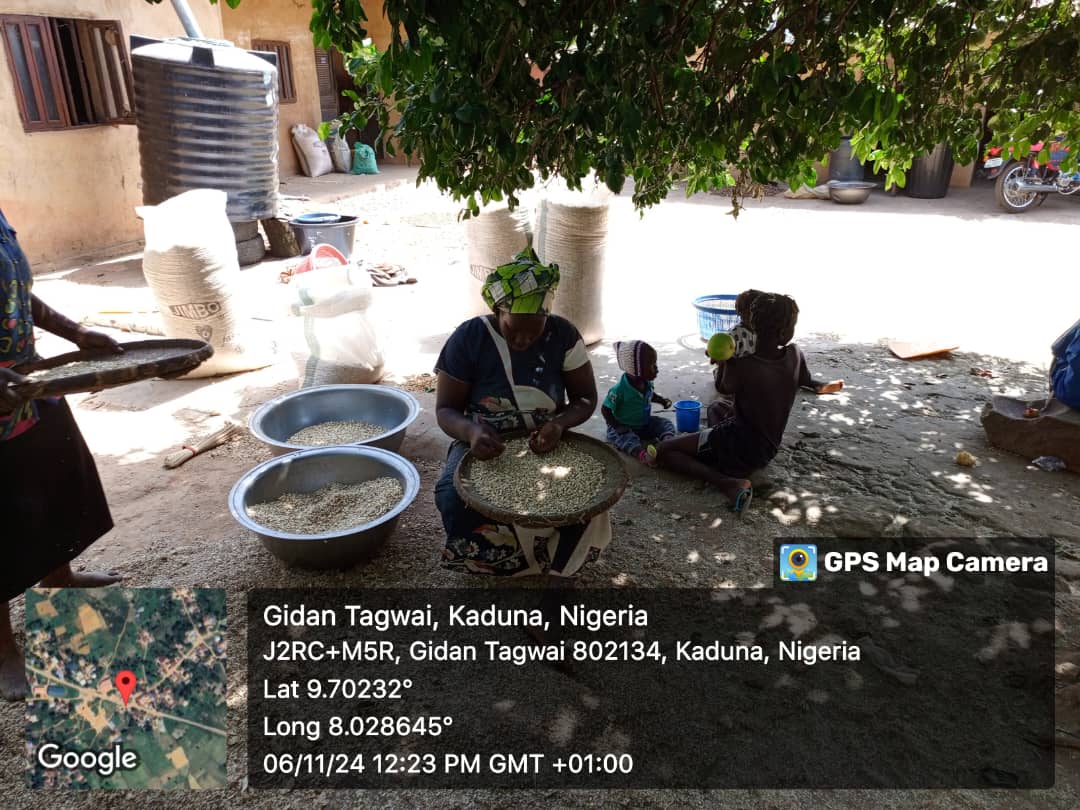 JIMBO
GPS Map Camera
Gidan Tagwai, Kaduna, Nigeria
J2RC+M5R, Gidan Tagwai 802134, Kaduna, Nigeria
Lat 9.70232°
Long 8.028645°
06/11/24 12:23 PM GMT +01:00
Google